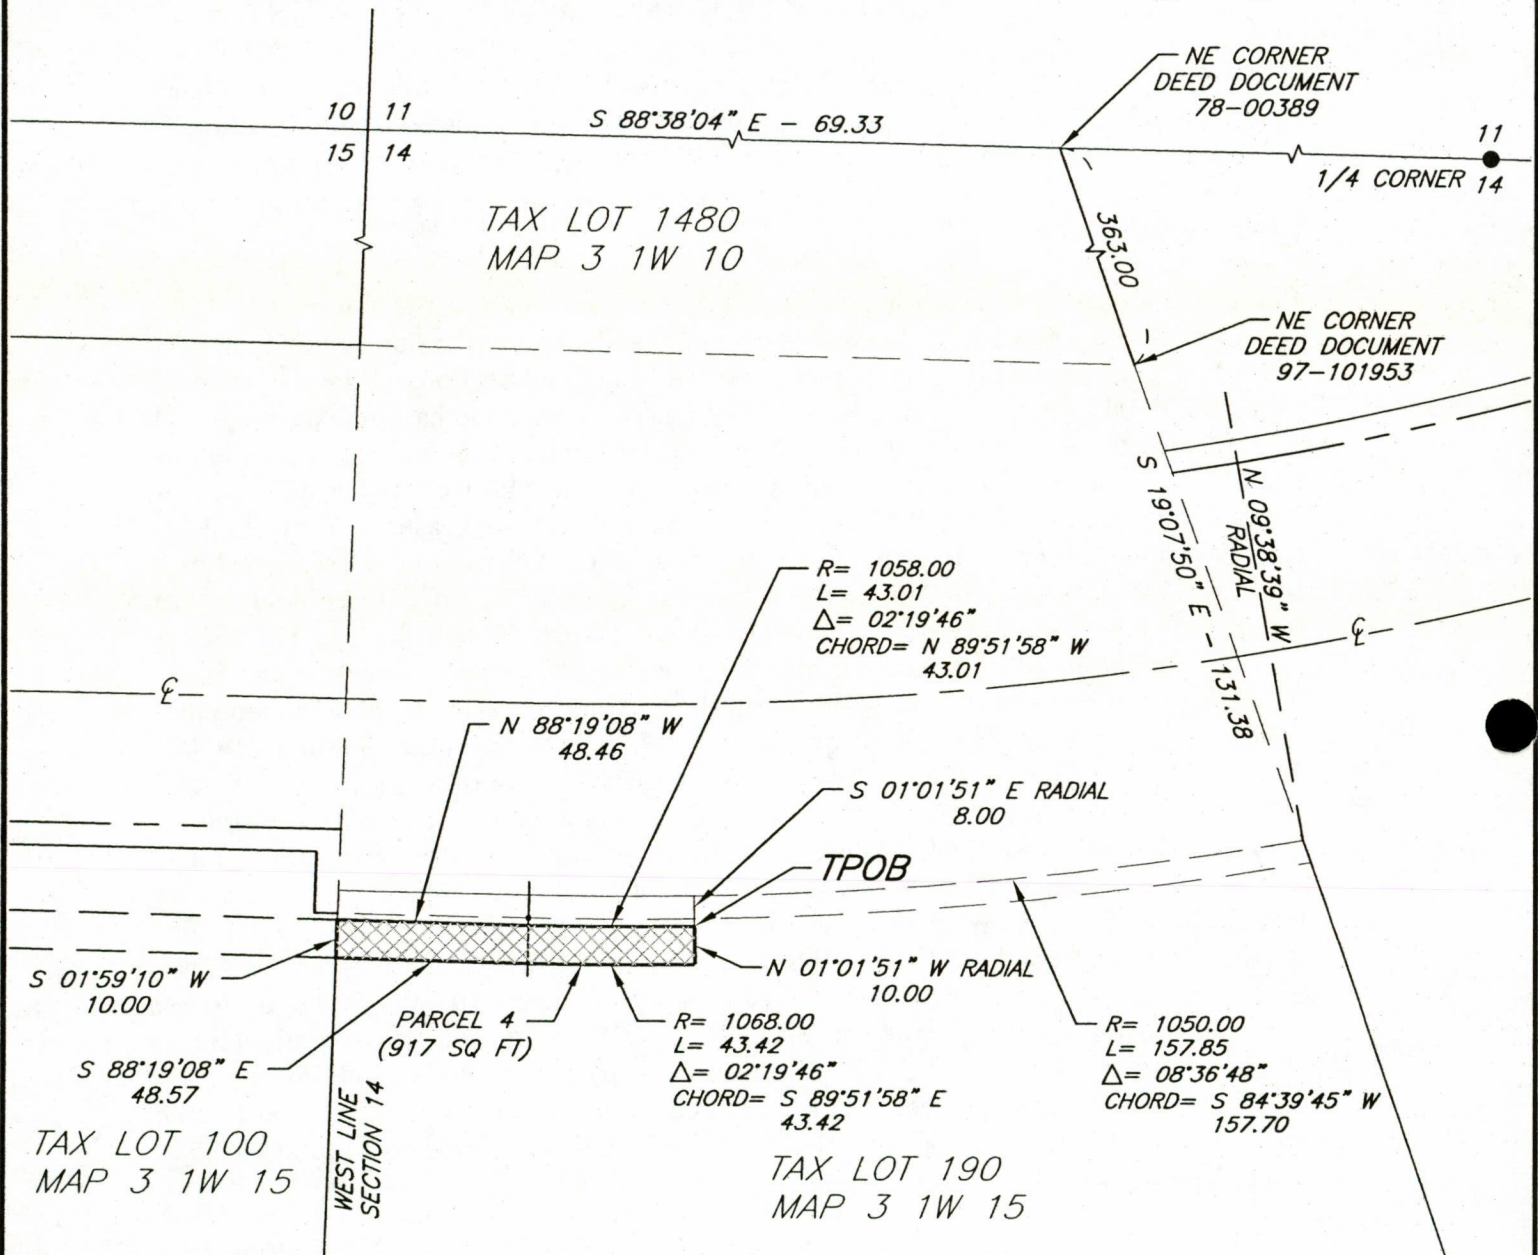 NE CORNER
DEED DOCUMENT
78-00389
10 11
15 14
S 88°38'04" E - 69.33
11
1/4 CORNER 14
TAX LOT 1480
MAP 3 1W 10
363.00
NE CORNER
DEED DOCUMENT
97-101953
S 19°07'50" E - 131.38
N 09°38'39" W
RADIAL
R= 1058.00
L= 43.01
△= 02°19'46"
CHORD= N 89°51'58" W
43.01
℄
℄
N 88°19'08" W
48.46
S 01°01'51" E RADIAL
8.00
TPOB
S 01°59'10" W
10.00
N 01°01'51" W RADIAL
10.00
PARCEL 4
(917 SQ FT)
S 88°19'08" E
48.57
R= 1068.00
L= 43.42
△= 02°19'46"
CHORD= S 89°51'58" E
43.42
R= 1050.00
L= 157.85
△= 08°36'48"
CHORD= S 84°39'45" W
157.70
WEST LINE
SECTION 14
TAX LOT 100
MAP 3 1W 15
TAX LOT 190
MAP 3 1W 15